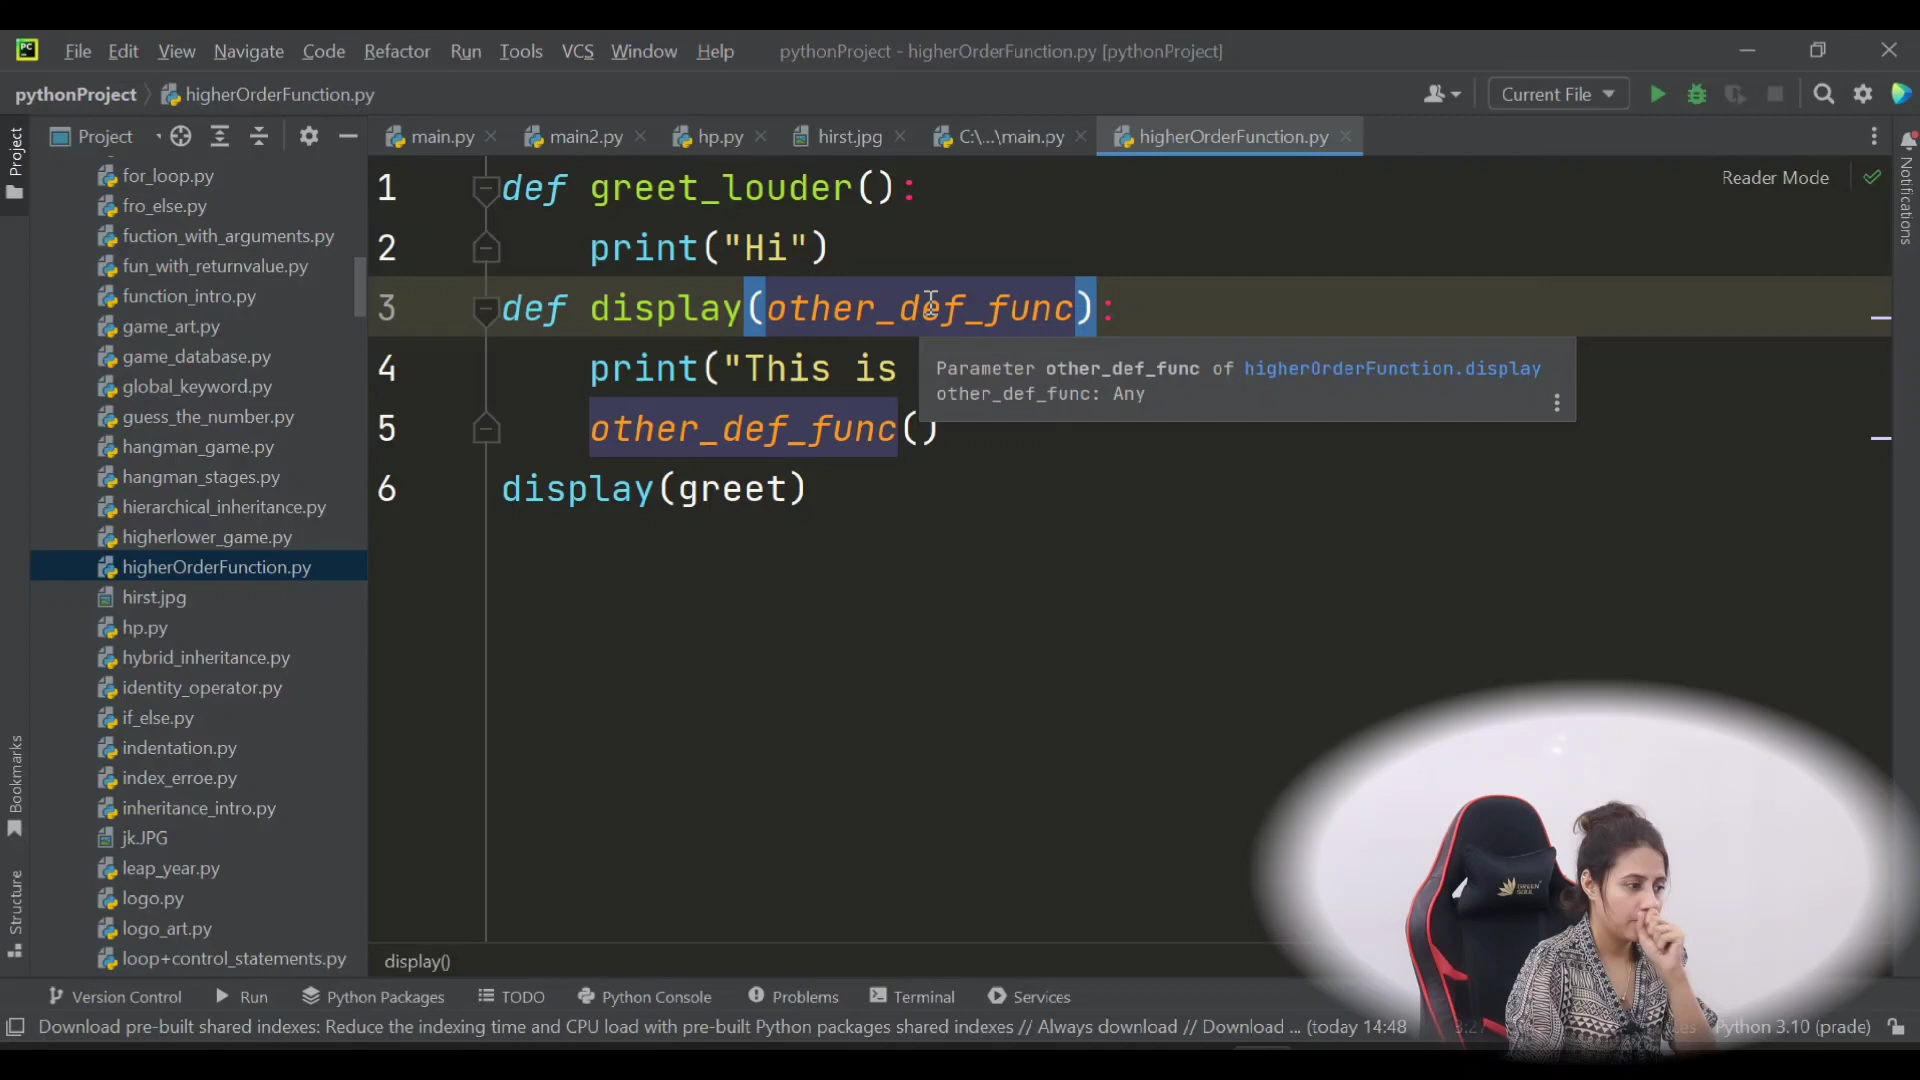 PC File Edit View Navigate Code Refactor Run Tools VCS Window Help pythonProject - higherOrderFunction.py [pythonProject]
pythonProject higherOrderFunction.py Current File
Project main.py main2.py hp.py hirst.jpg C:\...\main.py higherOrderFunction.py
Project
Notifications
Bookmarks
Structure
for_loop.py
fro_else.py
fuction_with_arguments.py
fun_with_returnvalue.py
function_intro.py
game_art.py
game_database.py
global_keyword.py
guess_the_number.py
hangman_game.py
hangman_stages.py
hierarchical_inheritance.py
higherlower_game.py
higherOrderFunction.py
hirst.jpg
hp.py
hybrid_inheritance.py
identity_operator.py
if_else.py
indentation.py
index_erroe.py
inheritance_intro.py
jk.JPG
leap_year.py
logo.py
logo_art.py
loop+control_statements.py
Reader Mode
1 def greet_louder():
2 print("Hi")
3 def display(other_def_func):
4 print("This is
5 other_def_func()
6 display(greet)
Parameter other_def_func of higherOrderFunction.display
other_def_func: Any
GREEN
SOUL
display()
Version Control Run Python Packages TODO Python Console Problems Terminal Services
Download pre-built shared indexes: Reduce the indexing time and CPU load with pre-built Python packages shared indexes // Always download // Download ... (today 14:48 Python 3.10 (prade)